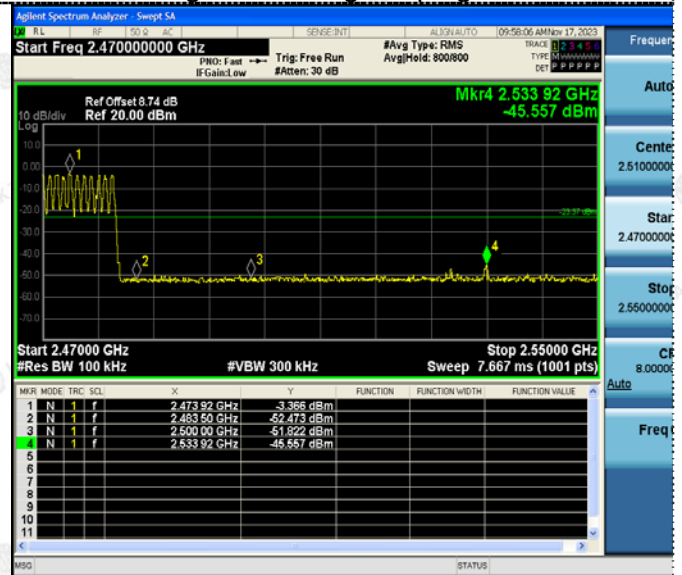 Agilent Spectrum Analyzer - Swept SA
RL RF 50 Ω AC SENSE:INT ALIGN AUTO 09:58:06 AM Nov 17, 2023
Start Freq 2.470000000 GHz
PNO: Fast
IFGain:Low
Trig: Free Run
#Atten: 30 dB
#Avg Type: RMS
Avg|Hold: 800/800
TRACE 1 2 3 4 5 6
TYPE M
DET P P P P P P
Ref Offset 8.74 dB
10 dB/div Ref 20.00 dBm
Log
Mkr4 2.533 92 GHz
-45.557 dBm
10.0
0.00
-10.0
-20.0
-30.0
-40.0
-50.0
-60.0
-70.0
1
2
3
4
-23.37 dBm
Start 2.47000 GHz Stop 2.55000 GHz
#Res BW 100 kHz #VBW 300 kHz Sweep 7.667 ms (1001 pts)
MKR MODE TRC SCL X Y FUNCTION FUNCTION WIDTH FUNCTION VALUE
1 N 1 f 2.473 92 GHz -3.366 dBm
2 N 1 f 2.483 50 GHz -52.473 dBm
3 N 1 f 2.500 00 GHz -51.822 dBm
4 N 1 f 2.533 92 GHz -45.557 dBm
5
6
7
8
9
10
11
MSG STATUS
Frequen
Auto
Cente
2.51000000
Star
2.47000000
Stop
2.55000000
CF
8.00000
Auto
Freq